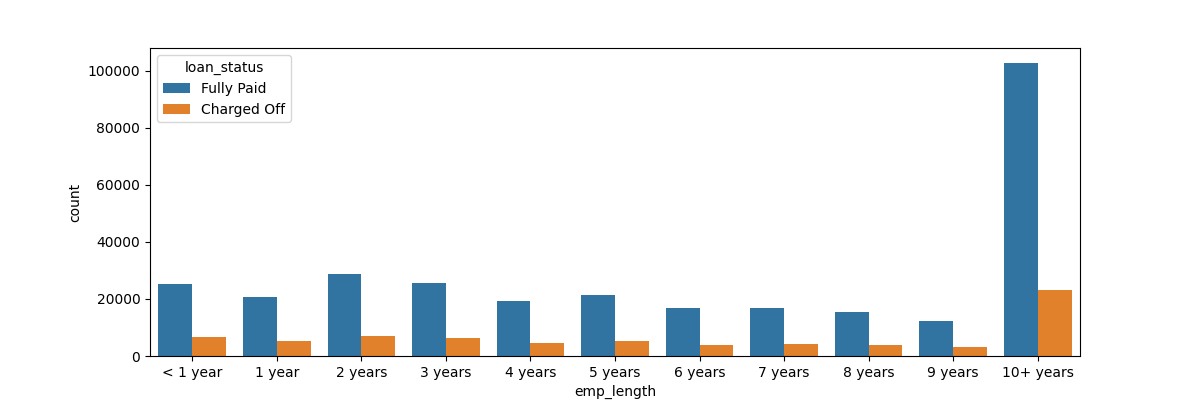 loan_status
Fully Paid
Charged Off
100000
80000
60000
40000
20000
0
count
< 1 year
1 year
2 years
3 years
4 years
5 years
6 years
7 years
8 years
9 years
10+ years
emp_length